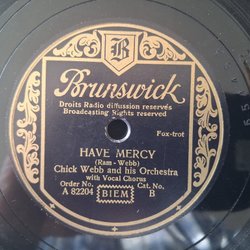 B
Brunswick
Droits Radio diffussion reservés
Broadcasting Rights reserved
Fox-trot
HAVE MERCY
(Ram - Webb)
Chick Webb and his Orchestra
with Vocal Chorus
Order No. Cat. No.
A 82204 BIEM B